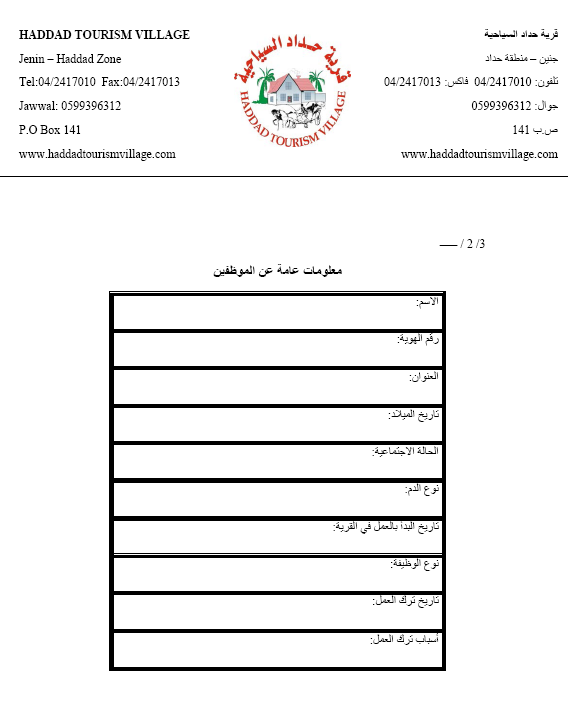 HADDAD TOURISM VILLAGE
Jenin – Haddad Zone
Tel:04/2417010  Fax:04/2417013
Jawwal: 0599396312
P.O Box 141
www.haddadtourismvillage.com
قرية حداد السياحية
HADDAD TOURISM VILLAGE
قرية حداد السياحية
جنين – منطقة حداد
تلفون: 04/2417010  فاكس: 04/2417013
جوال: 0599396312
ص.ب 141
www.haddadtourismvillage.com
3/ 2 / ــــــ
معلومات عامة عن الموظفين
الاسم:
رقم الهوية:
العنوان:
تاريخ الميلاد:
الحالة الاجتماعية:
نوع الدم:
تاريخ البدأ بالعمل في القرية:
نوع الوظيفة:
تاريخ ترك العمل:
أسباب ترك العمل: